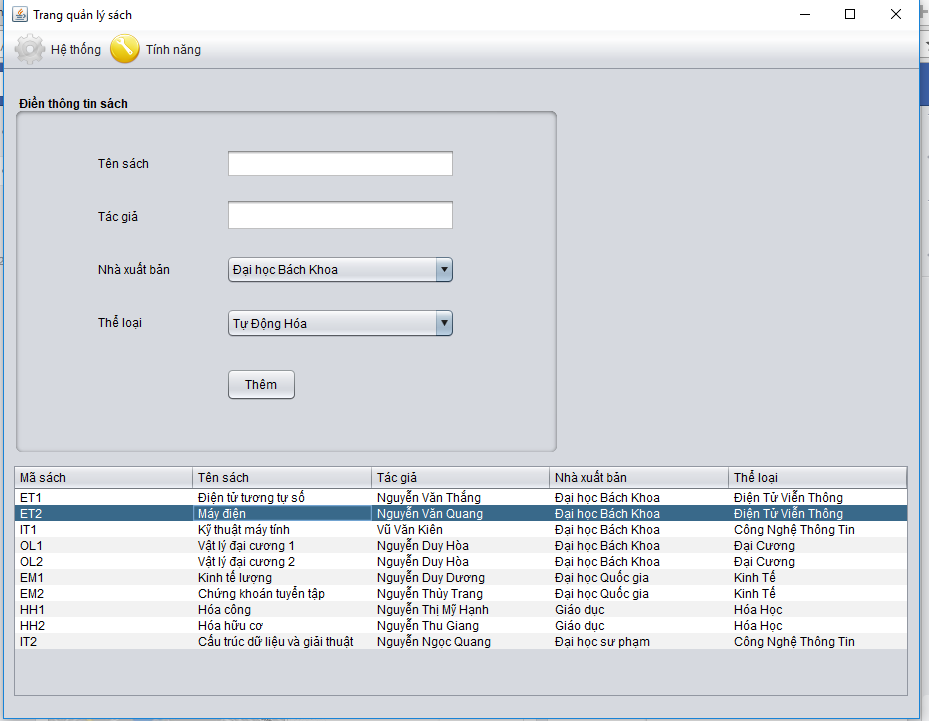 Trang quản lý sách
Hệ thống Tính năng
Điền thông tin sách
Tên sách
Tác giả
Nhà xuất bản Đại học Bách Khoa
Thể loại Tự Động Hóa
Thêm
Mã sách Tên sách Tác giả Nhà xuất bản Thể loại
ET1 Điện tử tương tự số Nguyễn Văn Thắng Đại học Bách Khoa Điện Tử Viễn Thông
ET2 Máy điện Nguyễn Văn Quang Đại học Bách Khoa Điện Tử Viễn Thông
IT1 Kỹ thuật máy tính Vũ Văn Kiên Đại học Bách Khoa Công Nghệ Thông Tin
OL1 Vật lý đại cương 1 Nguyễn Duy Hòa Đại học Bách Khoa Đại Cương
OL2 Vật lý đại cương 2 Nguyễn Duy Hòa Đại học Bách Khoa Đại Cương
EM1 Kinh tế lượng Nguyễn Duy Dương Đại học Quốc gia Kinh Tế
EM2 Chứng khoán tuyển tập Nguyễn Thùy Trang Đại học Quốc gia Kinh Tế
HH1 Hóa công Nguyễn Thị Mỹ Hạnh Giáo dục Hóa Học
HH2 Hóa hữu cơ Nguyễn Thu Giang Giáo dục Hóa Học
IT2 Cấu trúc dữ liệu và giải thuật Nguyễn Ngọc Quang Đại học sư phạm Công Nghệ Thông Tin